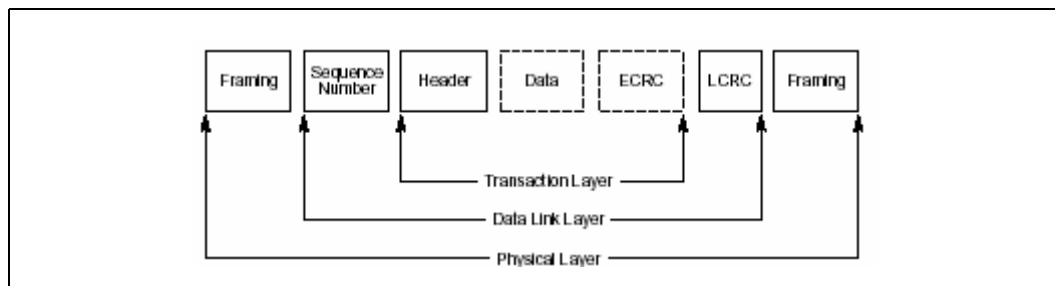 Framing
Sequence
Number
Header
Data
ECRC
LCRC
Framing
Transaction Layer
Data Link Layer
Physical Layer